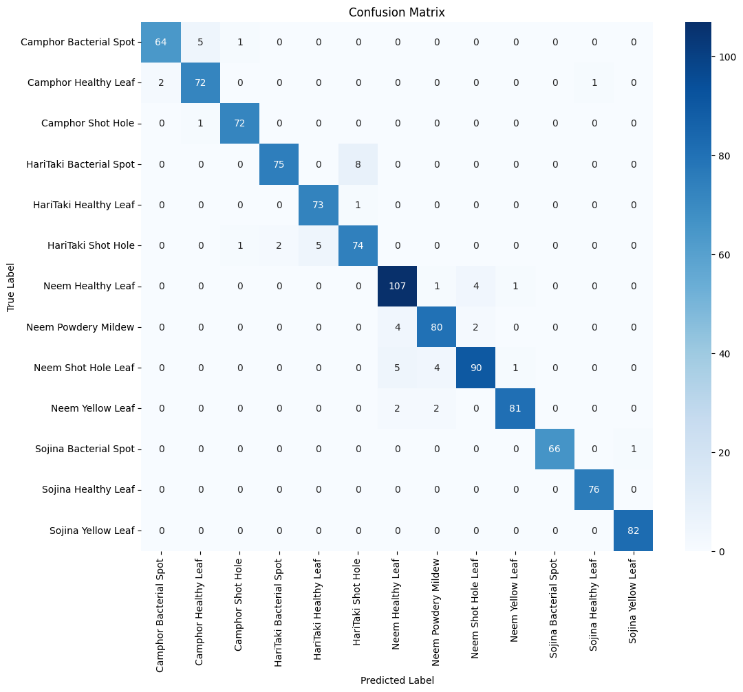 Confusion Matrix
True Label
Camphor Bacterial Spot 64 5 1 0 0 0 0 0 0 0 0 0 0
Camphor Healthy Leaf 2 72 0 0 0 0 0 0 0 0 0 1 0
Camphor Shot Hole 0 1 72 0 0 0 0 0 0 0 0 0 0
HariTaki Bacterial Spot 0 0 0 75 0 8 0 0 0 0 0 0 0
HariTaki Healthy Leaf 0 0 0 0 73 1 0 0 0 0 0 0 0
HariTaki Shot Hole 0 0 1 2 5 74 0 0 0 0 0 0 0
Neem Healthy Leaf 0 0 0 0 0 0 107 1 4 1 0 0 0
Neem Powdery Mildew 0 0 0 0 0 0 4 80 2 0 0 0 0
Neem Shot Hole Leaf 0 0 0 0 0 0 5 4 90 1 0 0 0
Neem Yellow Leaf 0 0 0 0 0 0 2 2 0 81 0 0 0
Sojina Bacterial Spot 0 0 0 0 0 0 0 0 0 0 66 0 1
Sojina Healthy Leaf 0 0 0 0 0 0 0 0 0 0 0 76 0
Sojina Yellow Leaf 0 0 0 0 0 0 0 0 0 0 0 0 82
Camphor Bacterial Spot
Camphor Healthy Leaf
Camphor Shot Hole
HariTaki Bacterial Spot
HariTaki Healthy Leaf
HariTaki Shot Hole
Neem Healthy Leaf
Neem Powdery Mildew
Neem Shot Hole Leaf
Neem Yellow Leaf
Sojina Bacterial Spot
Sojina Healthy Leaf
Sojina Yellow Leaf
Predicted Label
100
80
60
40
20
0